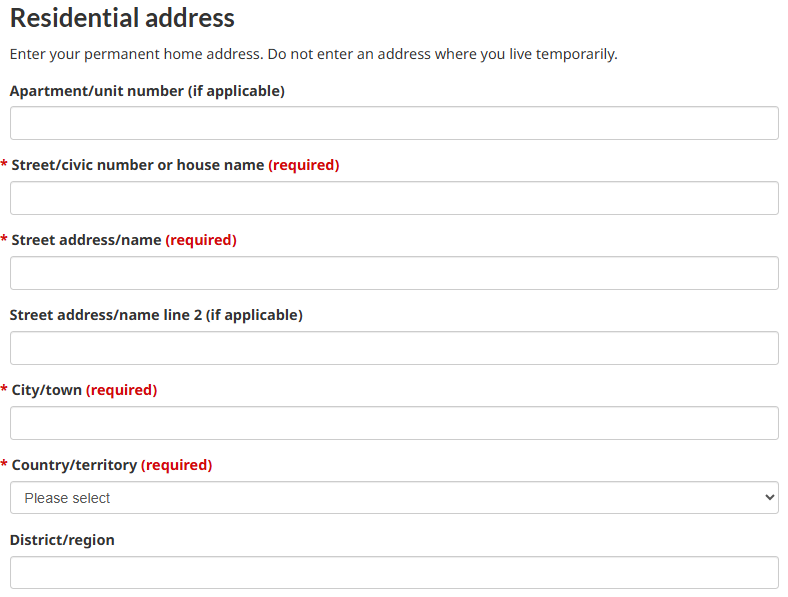 Residential address
Enter your permanent home address. Do not enter an address where you live temporarily.
Apartment/unit number (if applicable)
* Street/civic number or house name (required)
* Street address/name (required)
Street address/name line 2 (if applicable)
* City/town (required)
* Country/territory (required)
Please select
District/region